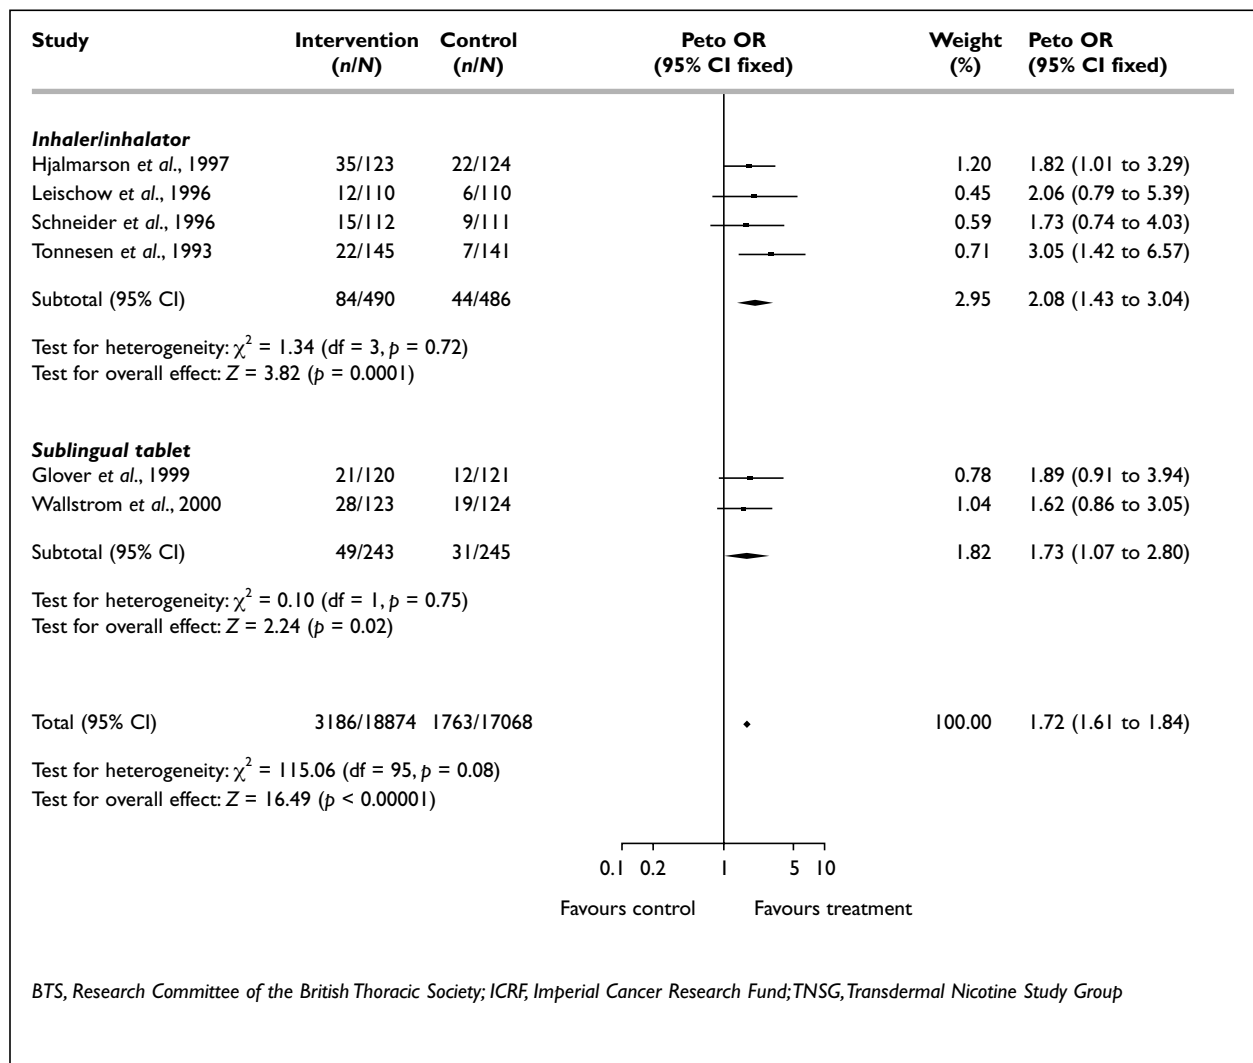 Study Intervention Control Peto OR Weight Peto OR
(n/N) (n/N) (95% CI fixed) (%) (95% CI fixed)
Inhaler/inhalator
Hjalmarson et al., 1997 35/123 22/124 1.20 1.82 (1.01 to 3.29)
Leischow et al., 1996 12/110 6/110 0.45 2.06 (0.79 to 5.39)
Schneider et al., 1996 15/112 9/111 0.59 1.73 (0.74 to 4.03)
Tonnesen et al., 1993 22/145 7/141 0.71 3.05 (1.42 to 6.57)
Subtotal (95% CI) 84/490 44/486 2.95 2.08 (1.43 to 3.04)
Test for heterogeneity: χ² = 1.34 (df = 3, p = 0.72)
Test for overall effect: Z = 3.82 (p = 0.0001)
Sublingual tablet
Glover et al., 1999 21/120 12/121 0.78 1.89 (0.91 to 3.94)
Wallstrom et al., 2000 28/123 19/124 1.04 1.62 (0.86 to 3.05)
Subtotal (95% CI) 49/243 31/245 1.82 1.73 (1.07 to 2.80)
Test for heterogeneity: χ² = 0.10 (df = 1, p = 0.75)
Test for overall effect: Z = 2.24 (p = 0.02)
Total (95% CI) 3186/18874 1763/17068 100.00 1.72 (1.61 to 1.84)
Test for heterogeneity: χ² = 115.06 (df = 95, p = 0.08)
Test for overall effect: Z = 16.49 (p < 0.00001)
0.1 0.2 1 5 10
Favours control Favours treatment
BTS, Research Committee of the British Thoracic Society; ICRF, Imperial Cancer Research Fund; TNSG, Transdermal Nicotine Study Group